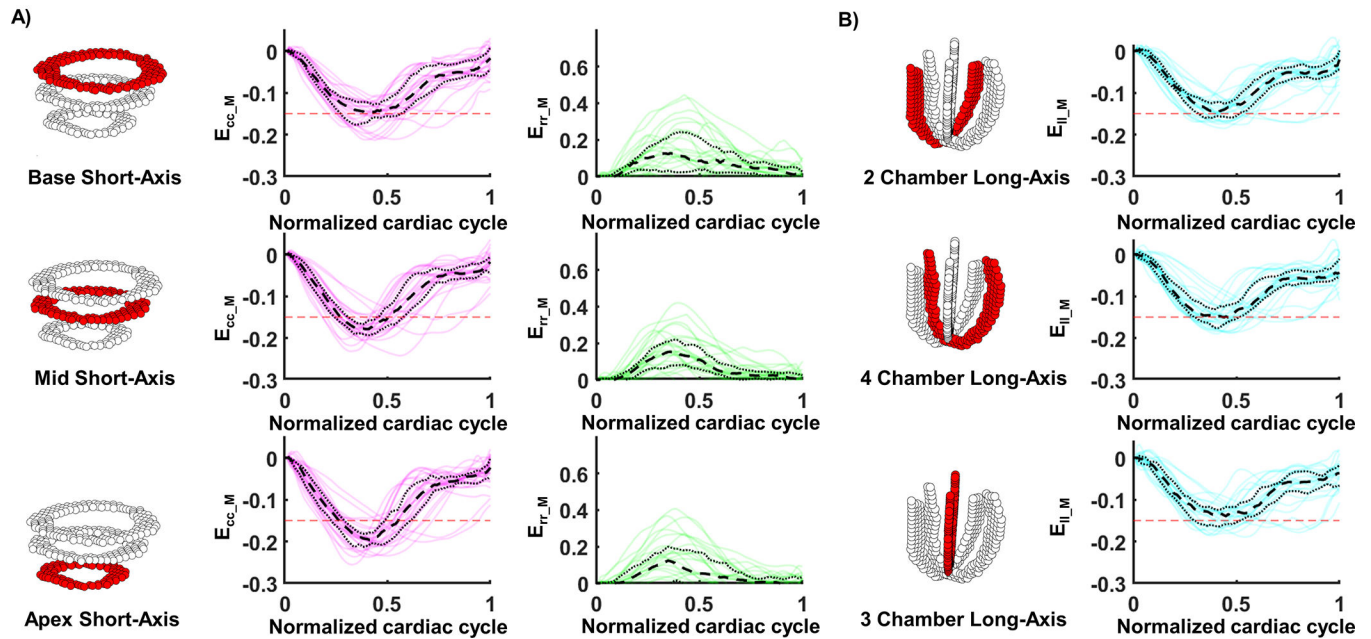 A)
B)
0
-0.1
-0.2
-0.3
E_cc_M
0 0.5 1
Normalized cardiac cycle
0.6
0.4
0.2
0
E_rr_M
0 0.5 1
Normalized cardiac cycle
Base Short-Axis
0
-0.1
-0.2
-0.3
E_ll_M
0 0.5 1
Normalized cardiac cycle
2 Chamber Long-Axis
0
-0.1
-0.2
-0.3
E_cc_M
0 0.5 1
Normalized cardiac cycle
0.6
0.4
0.2
0
E_rr_M
0 0.5 1
Normalized cardiac cycle
Mid Short-Axis
0
-0.1
-0.2
-0.3
E_ll_M
0 0.5 1
Normalized cardiac cycle
4 Chamber Long-Axis
0
-0.1
-0.2
-0.3
E_cc_M
0 0.5 1
Normalized cardiac cycle
0.6
0.4
0.2
0
E_rr_M
0 0.5 1
Normalized cardiac cycle
Apex Short-Axis
0
-0.1
-0.2
-0.3
E_ll_M
0 0.5 1
Normalized cardiac cycle
3 Chamber Long-Axis